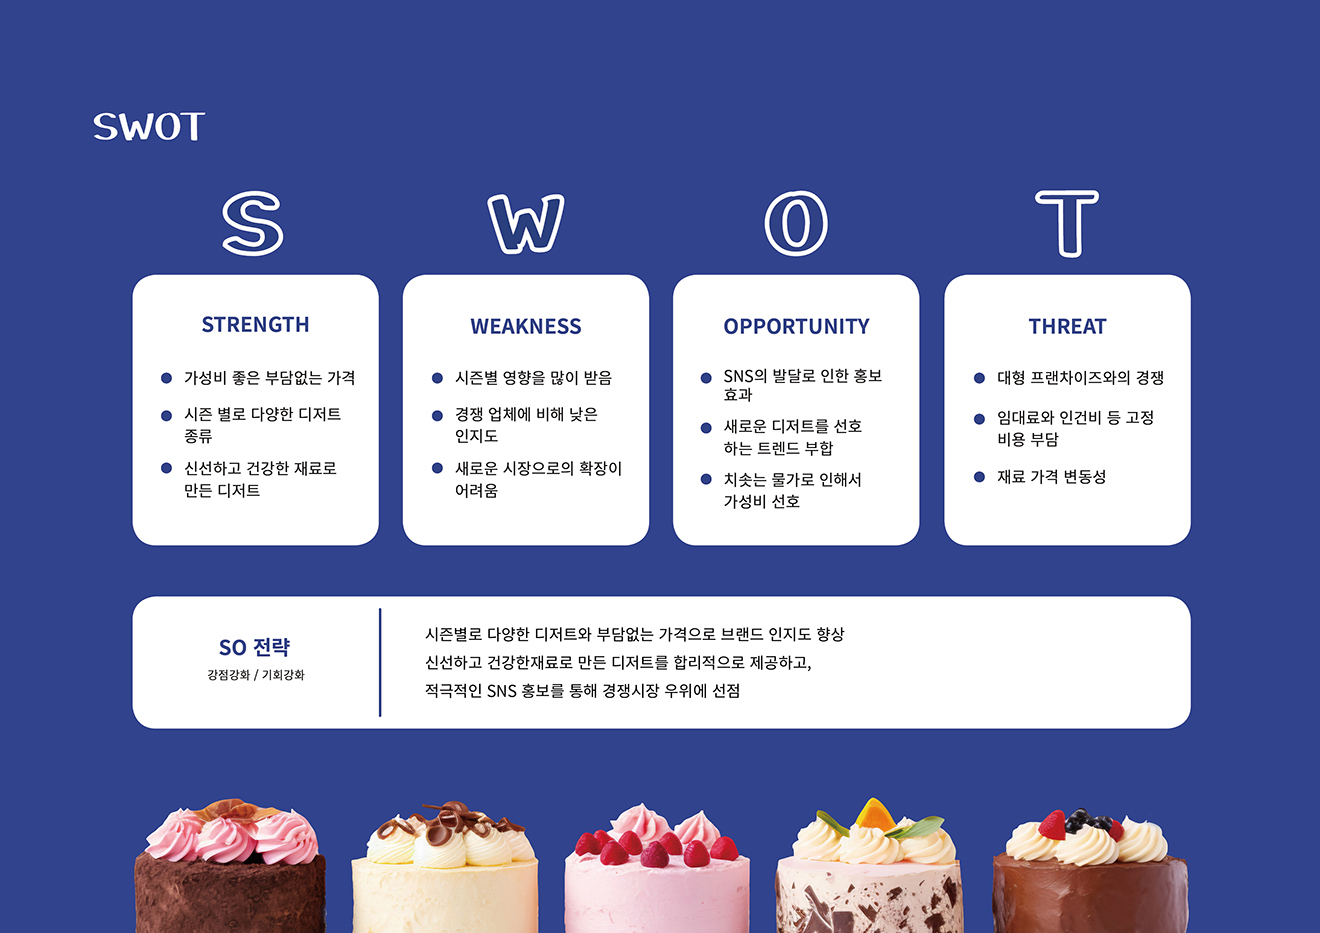 SWOT
S
W
O
T
STRENGTH
가성비 좋은 부담없는 가격
시즌 별로 다양한 디저트
종류
신선하고 건강한 재료로
만든 디저트
WEAKNESS
시즌별 영향을 많이 받음
경쟁 업체에 비해 낮은
인지도
새로운 시장으로의 확장이
어려움
OPPORTUNITY
SNS의 발달로 인한 홍보
효과
새로운 디저트를 선호
하는 트렌드 부합
치솟는 물가로 인해서
가성비 선호
THREAT
대형 프랜차이즈와의 경쟁
임대료와 인건비 등 고정
비용 부담
재료 가격 변동성
SO 전략
강점강화 / 기회강화
시즌별로 다양한 디저트와 부담없는 가격으로 브랜드 인지도 향상
신선하고 건강한재료로 만든 디저트를 합리적으로 제공하고,
적극적인 SNS 홍보를 통해 경쟁시장 우위에 선점